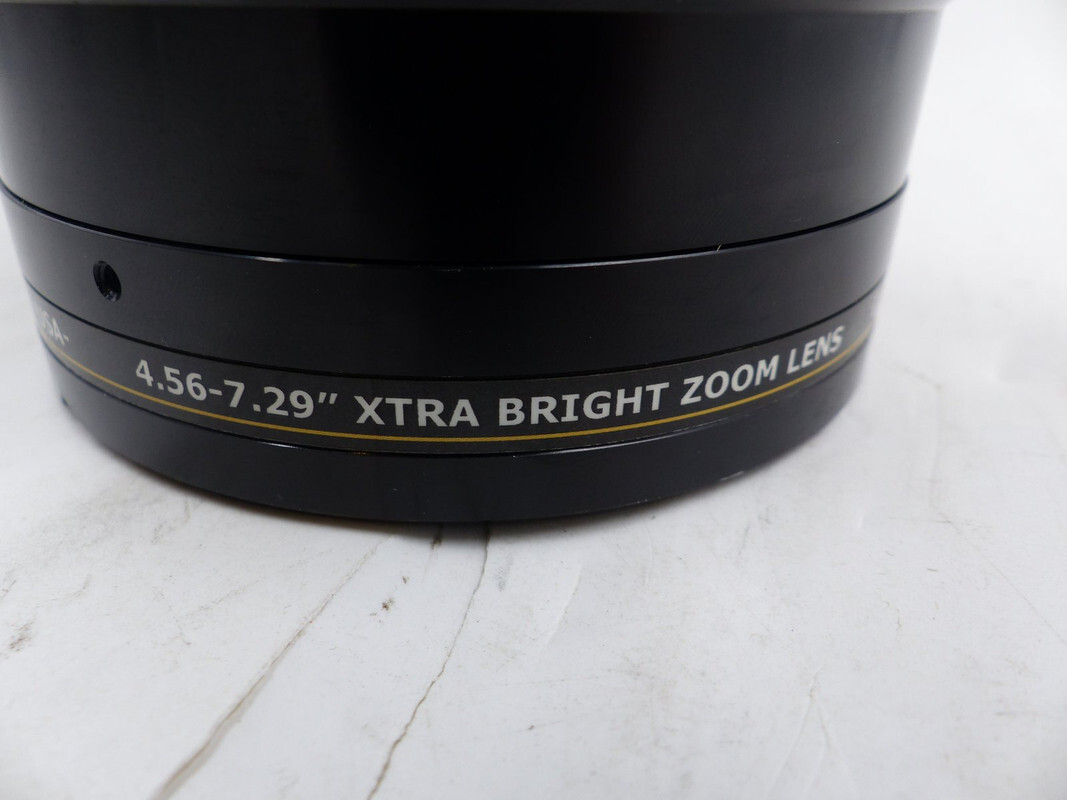 4.56-7.29” XTRA BRIGHT ZOOM LENS